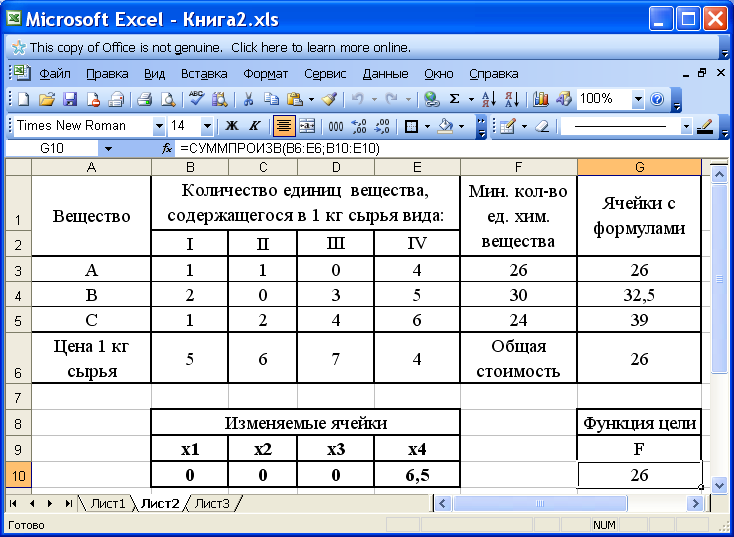 Microsoft Excel - Книга2.xls
This copy of Office is not genuine. Click here to learn more online.
Файл Правка Вид Вставка Формат Сервис Данные Окно Справка
100%
Times New Roman 14 Ж К
G10 fx =СУММПРОИЗВ(B6:E6;B10:E10)
A B C D E F G
1 Вещество Количество единиц вещества, содержащегося в 1 кг сырья вида: Мин. кол-во ед. хим. вещества Ячейки с формулами
2 I II III IV
3 A 1 1 0 4 26 26
4 B 2 0 3 5 30 32,5
5 C 1 2 4 6 24 39
6 Цена 1 кг сырья 5 6 7 4 Общая стоимость 26
7
8 Изменяемые ячейки Функция цели
9 x1 x2 x3 x4 F
10 0 0 0 6,5 26
Лист1 Лист2 Лист3
Готово NUM